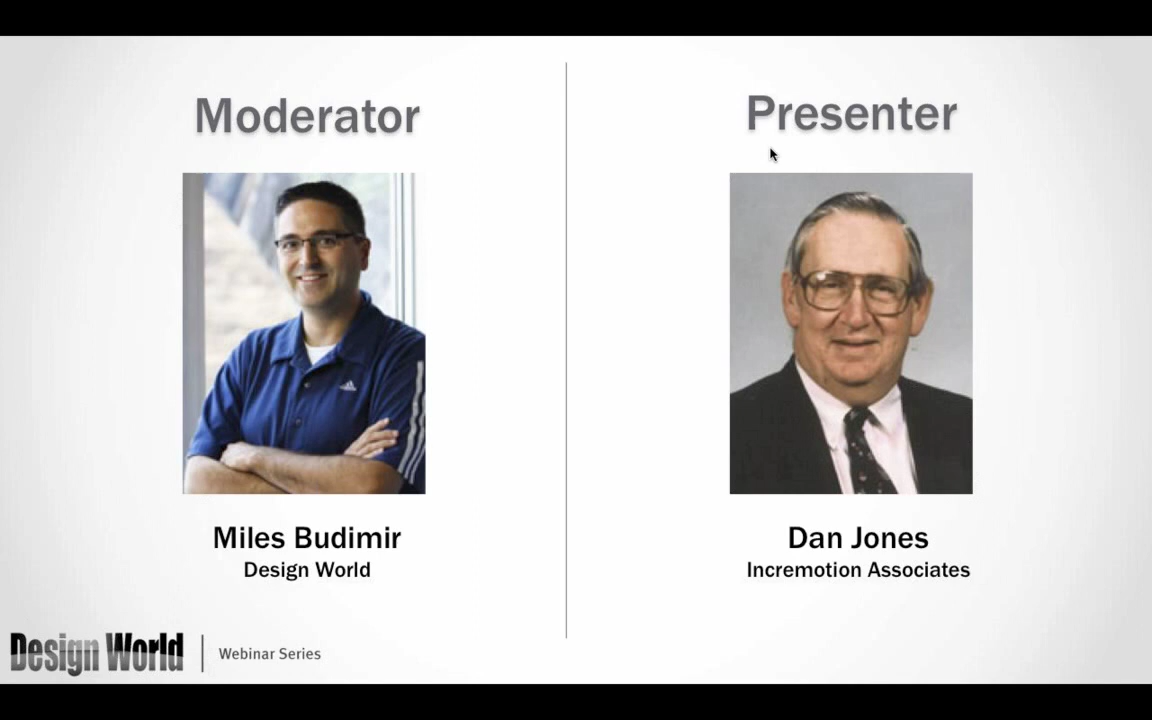 Moderator
Presenter
Miles Budimir
Design World
Dan Jones
Incremotion Associates
Design World
Webinar Series